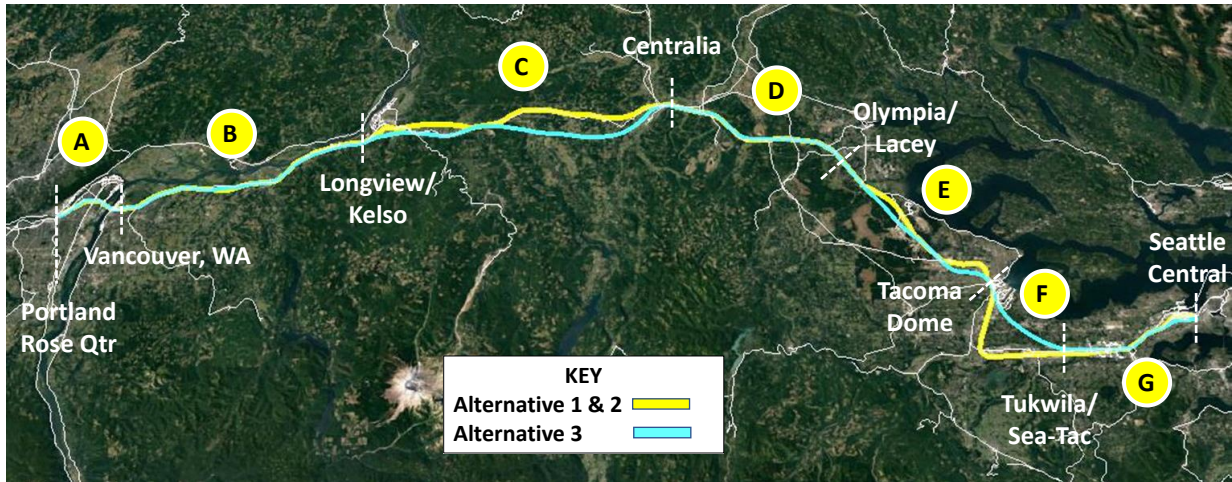 A
B
C
D
E
F
G
Portland
Rose Qtr
Vancouver, WA
Longview/
Kelso
Centralia
Olympia/
Lacey
Tacoma
Dome
Tukwila/
Sea-Tac
Seattle
Central
KEY
Alternative 1 & 2
Alternative 3